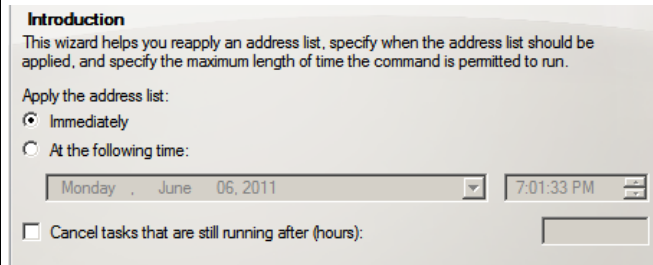 Introduction
This wizard helps you reapply an address list, specify when the address list should be
applied, and specify the maximum length of time the command is permitted to run.
Apply the address list:
Immediately
At the following time:
Monday , June 06, 2011 7:01:33 PM
Cancel tasks that are still running after (hours):